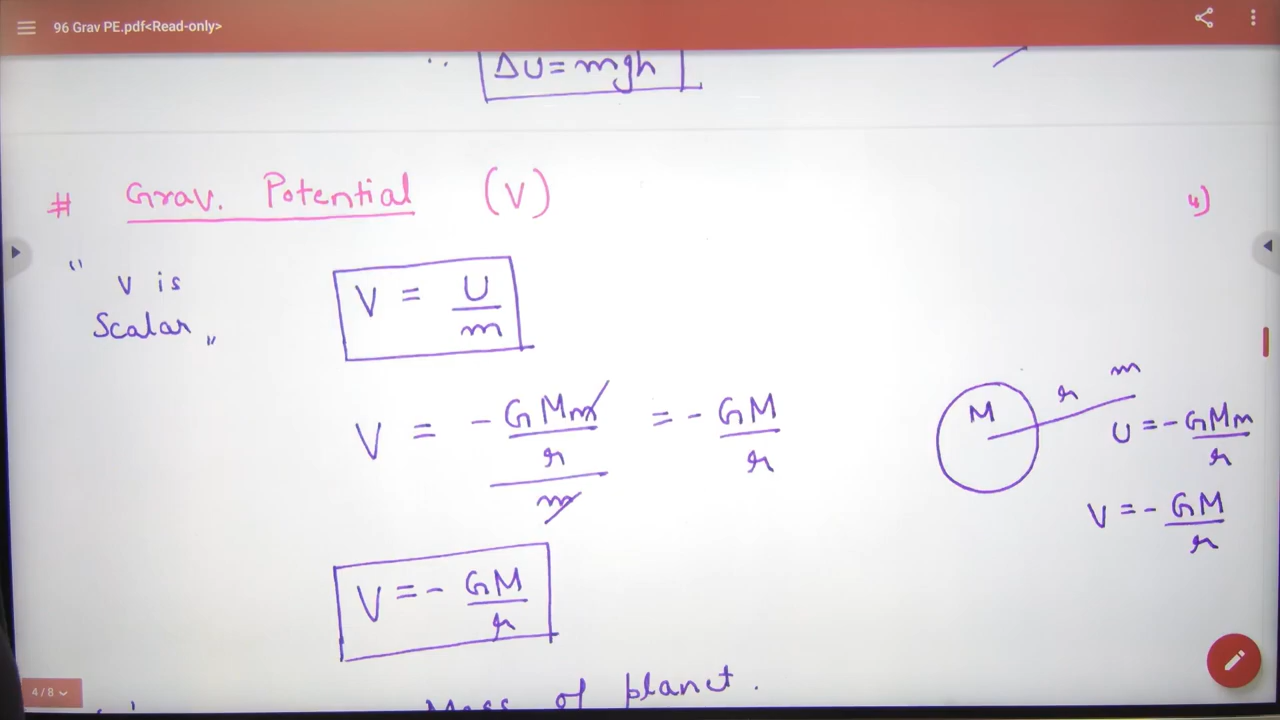 96 Grav PE.pdf<Read-only>
∵ ΔU = mgh
# Grav. Potential (V)
4)
"V is
Scalar"
V = U/m
V = -GMm/r/m = -GM/r
M r m
U = -GMm/r
V = -GM/r
V = -GM/r
Mass of planet.
4/8